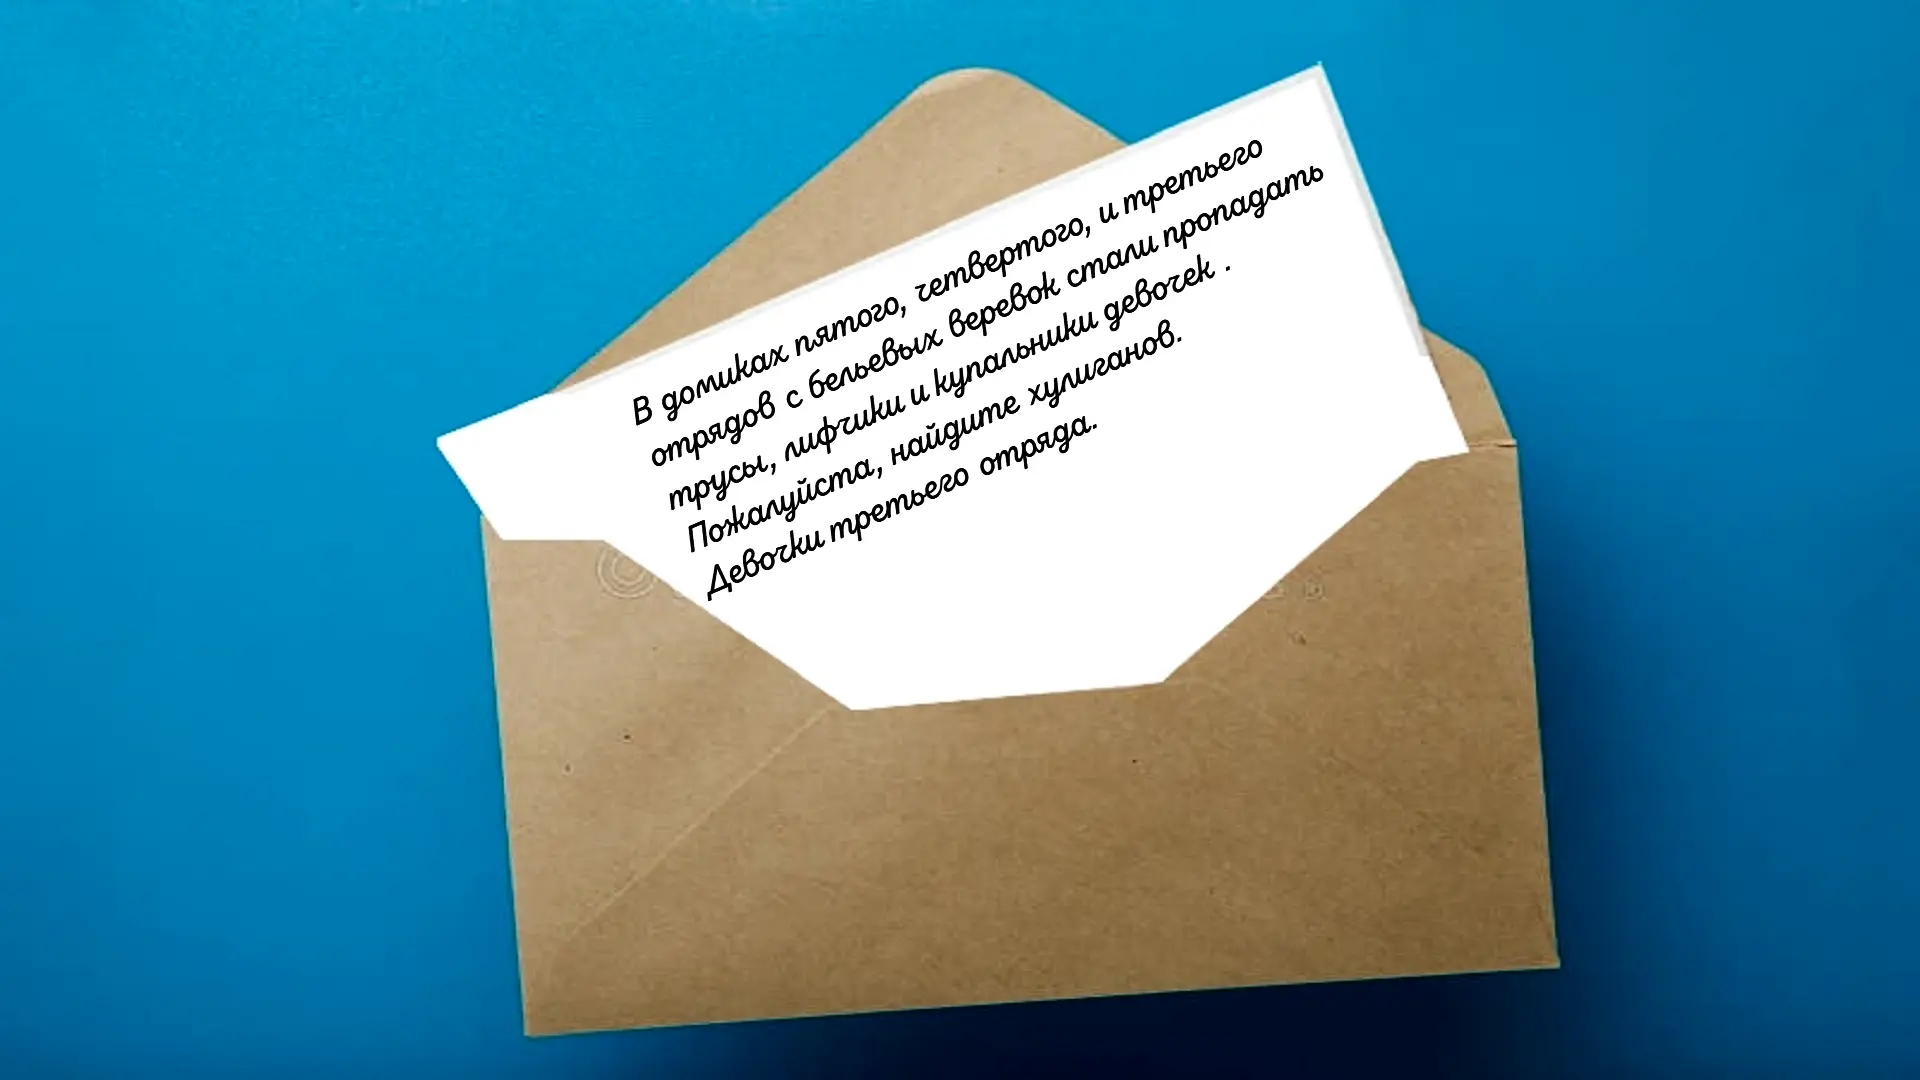 В домиках пятого, четвертого, и третьего
отрядов с бельевых веревок стали пропадать
трусы, лифчики и купальники девочек .
Пожалуйста, найдите хулиганов.
Девочки третьего отряда.